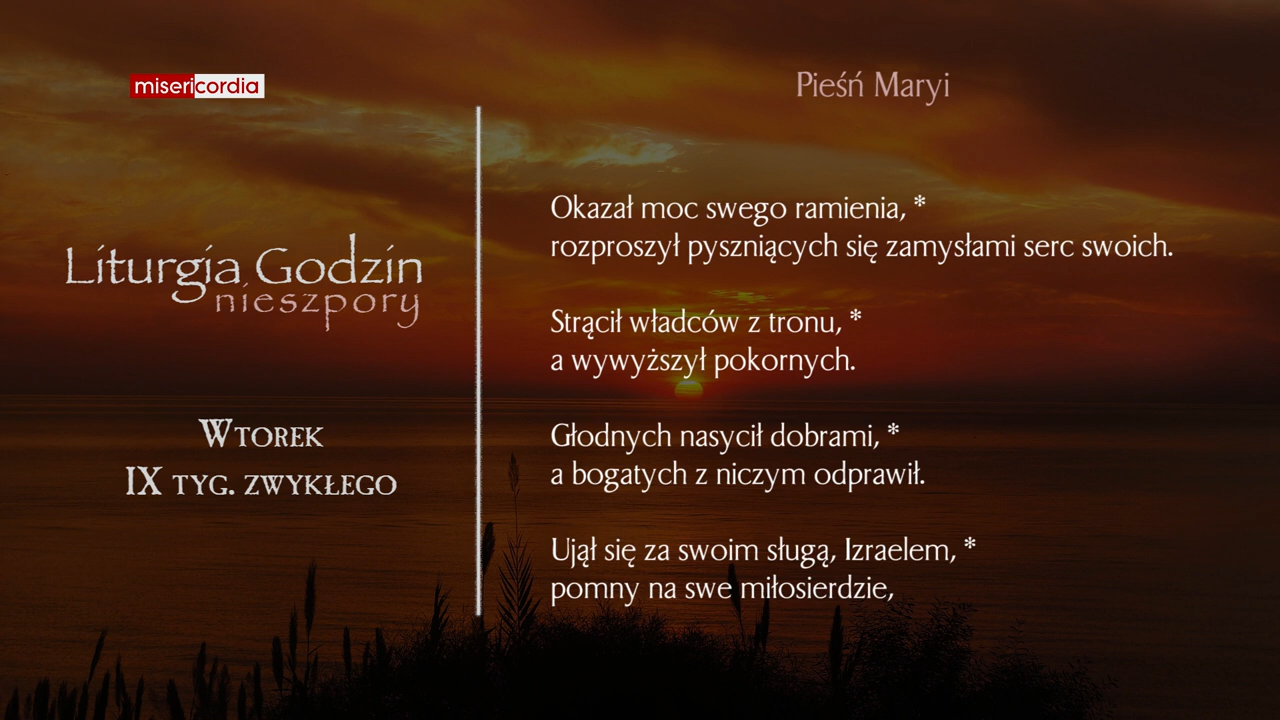 misericordia
Liturgia Godzin
nieszpory
Wtorek
IX tyg. zwykłego
Pieśń Maryi
Okazał moc swego ramienia, *
rozproszył pyszniących się zamysłami serc swoich.
Strącił władców z tronu, *
a wywyższył pokornych.
Głodnych nasycił dobrami, *
a bogatych z niczym odprawił.
Ujął się za swoim sługą, Izraelem, *
pomny na swe miłosierdzie,